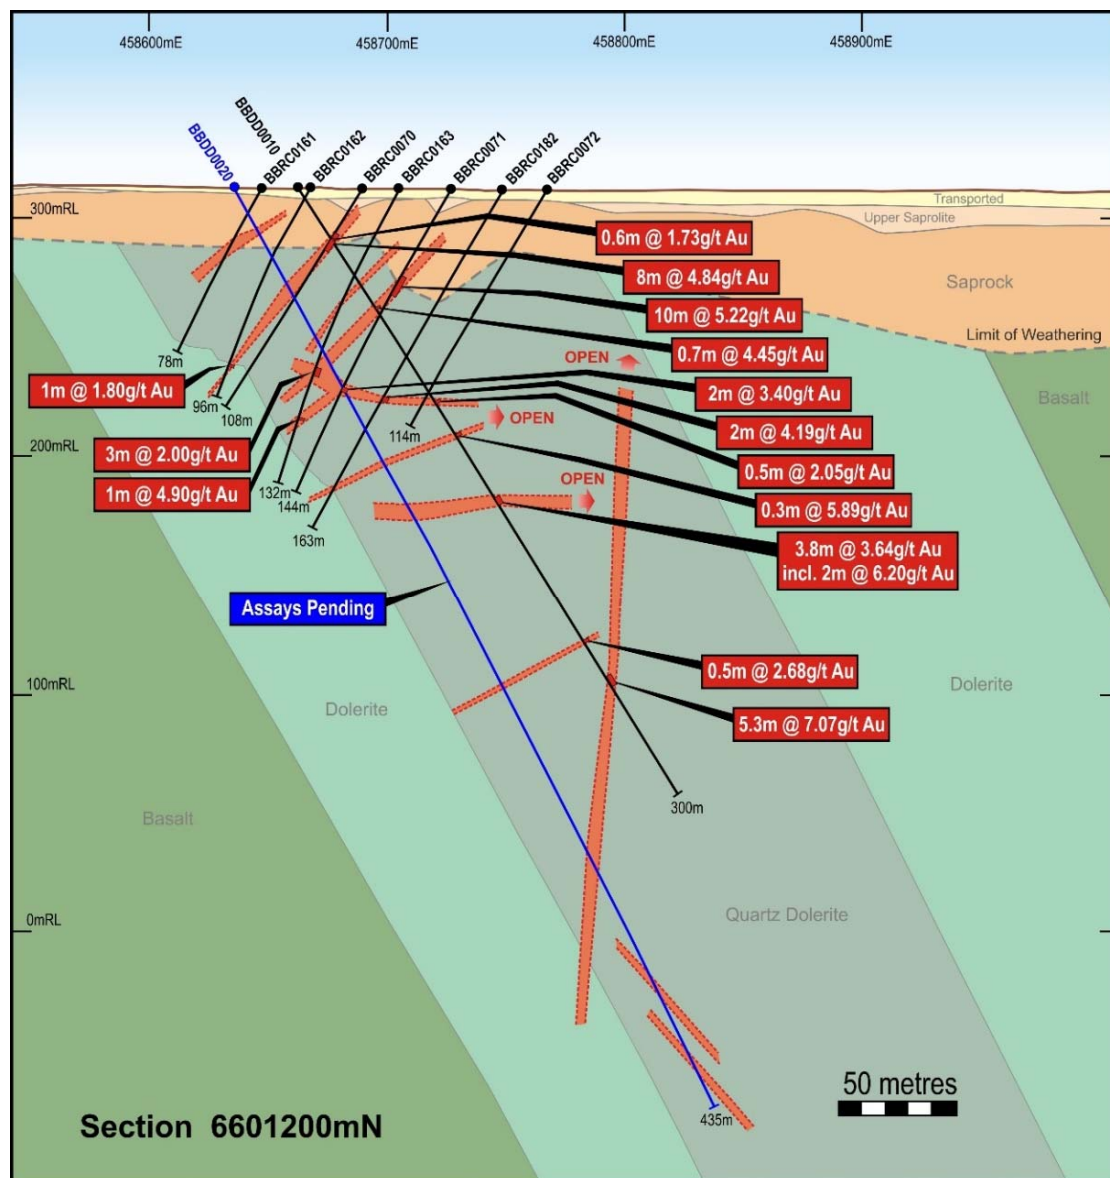 458600mE
458700mE
458800mE
458900mE
BBDD0020
BBRC0161
BBDD0010
BBRC0162
BBRC0070
BBRC0163
BBRC0071
BBRC0182
BBRC0072
Transported
300mRL
Upper Saprolite
0.6m @ 1.73g/t Au
8m @ 4.84g/t Au
Saprock
10m @ 5.22g/t Au
Limit of Weathering
0.7m @ 4.45g/t Au
78m
OPEN
1m @ 1.80g/t Au
2m @ 3.40g/t Au
Basalt
96m
108m
OPEN
114m
2m @ 4.19g/t Au
3m @ 2.00g/t Au
200mRL
0.5m @ 2.05g/t Au
1m @ 4.90g/t Au
132m
OPEN
144m
0.3m @ 5.89g/t Au
163m
3.8m @ 3.64g/t Au
incl. 2m @ 6.20g/t Au
Assays Pending
0.5m @ 2.68g/t Au
100mRL
Dolerite
Dolerite
5.3m @ 7.07g/t Au
300m
Basalt
Quartz Dolerite
0mRL
50 metres
435m
Section 6601200mN